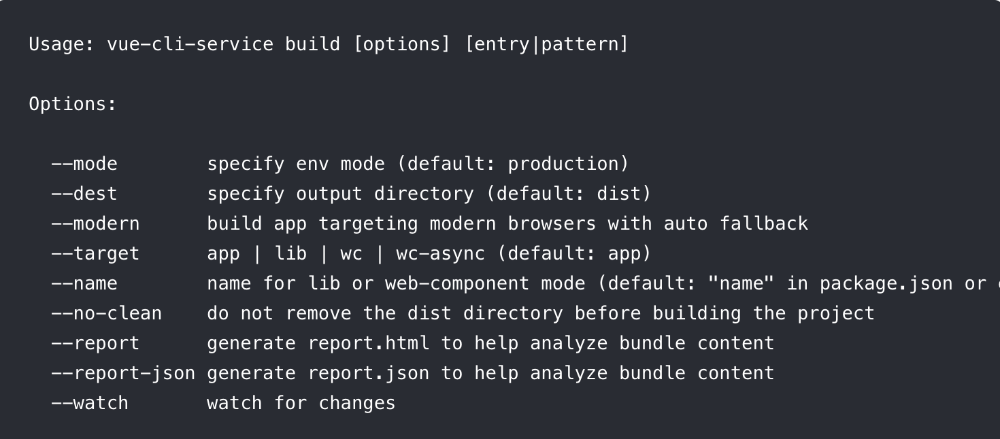 Usage: vue-cli-service build [options] [entry|pattern]
Options:
--mode specify env mode (default: production)
--dest specify output directory (default: dist)
--modern build app targeting modern browsers with auto fallback
--target app | lib | wc | wc-async (default: app)
--name name for lib or web-component mode (default: "name" in package.json or
--no-clean do not remove the dist directory before building the project
--report generate report.html to help analyze bundle content
--report-json generate report.json to help analyze bundle content
--watch watch for changes